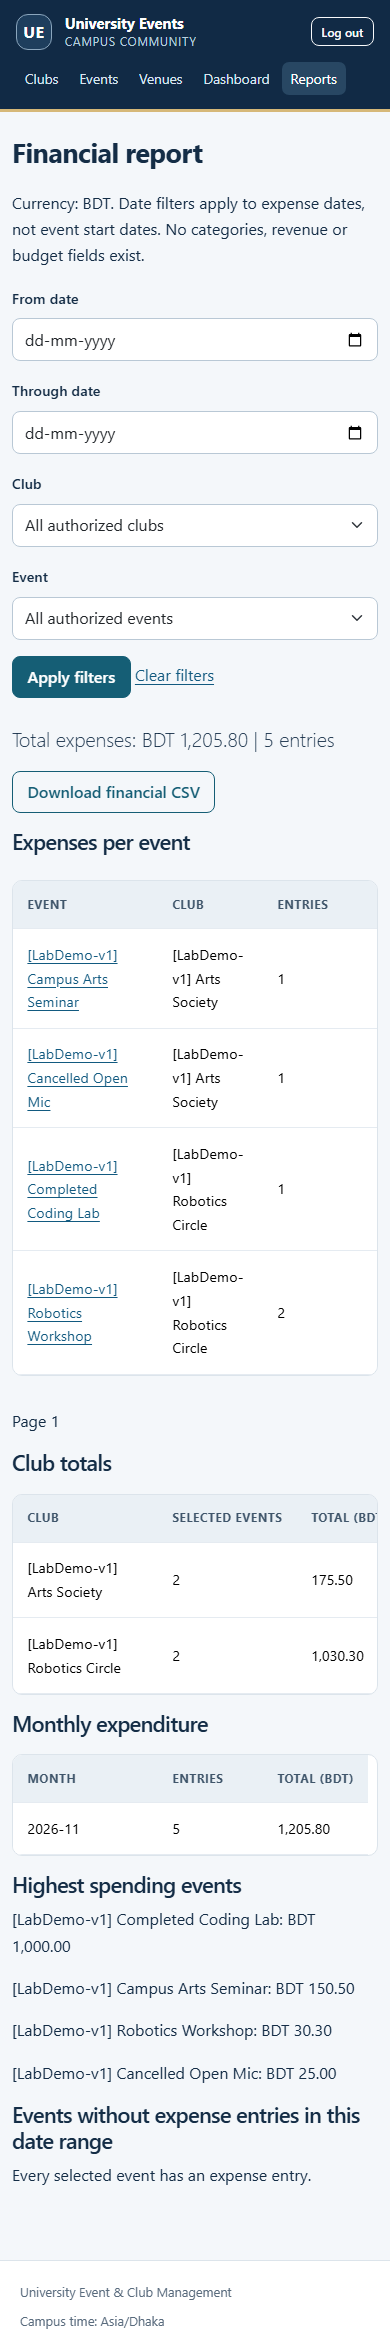 UE
University Events
CAMPUS COMMUNITY
Log out
Clubs Events Venues Dashboard Reports
Financial report
Currency: BDT. Date filters apply to expense dates,
not event start dates. No categories, revenue or
budget fields exist.
From date
dd-mm-yyyy
Through date
dd-mm-yyyy
Club
All authorized clubs
Event
All authorized events
Apply filters Clear filters
Total expenses: BDT 1,205.80 | 5 entries
Download financial CSV
Expenses per event
EVENT CLUB ENTRIES
[LabDemo-v1]
Campus Arts
Seminar
[LabDemo-
v1] Arts
Society
1
[LabDemo-v1]
Cancelled Open
Mic
[LabDemo-
v1] Arts
Society
1
[LabDemo-v1]
Completed
Coding Lab
[LabDemo-
v1]
Robotics
Circle
1
[LabDemo-v1]
Robotics
Workshop
[LabDemo-
v1]
Robotics
Circle
2
Page 1
Club totals
CLUB SELECTED EVENTS TOTAL (BDT
[LabDemo-v1]
Arts Society
2
175.50
[LabDemo-v1]
Robotics Circle
2
1,030.30
Monthly expenditure
MONTH ENTRIES TOTAL (BDT)
2026-11 5 1,205.80
Highest spending events
[LabDemo-v1] Completed Coding Lab: BDT
1,000.00
[LabDemo-v1] Campus Arts Seminar: BDT 150.50
[LabDemo-v1] Robotics Workshop: BDT 30.30
[LabDemo-v1] Cancelled Open Mic: BDT 25.00
Events without expense entries in this
date range
Every selected event has an expense entry.
University Event & Club Management
Campus time: Asia/Dhaka